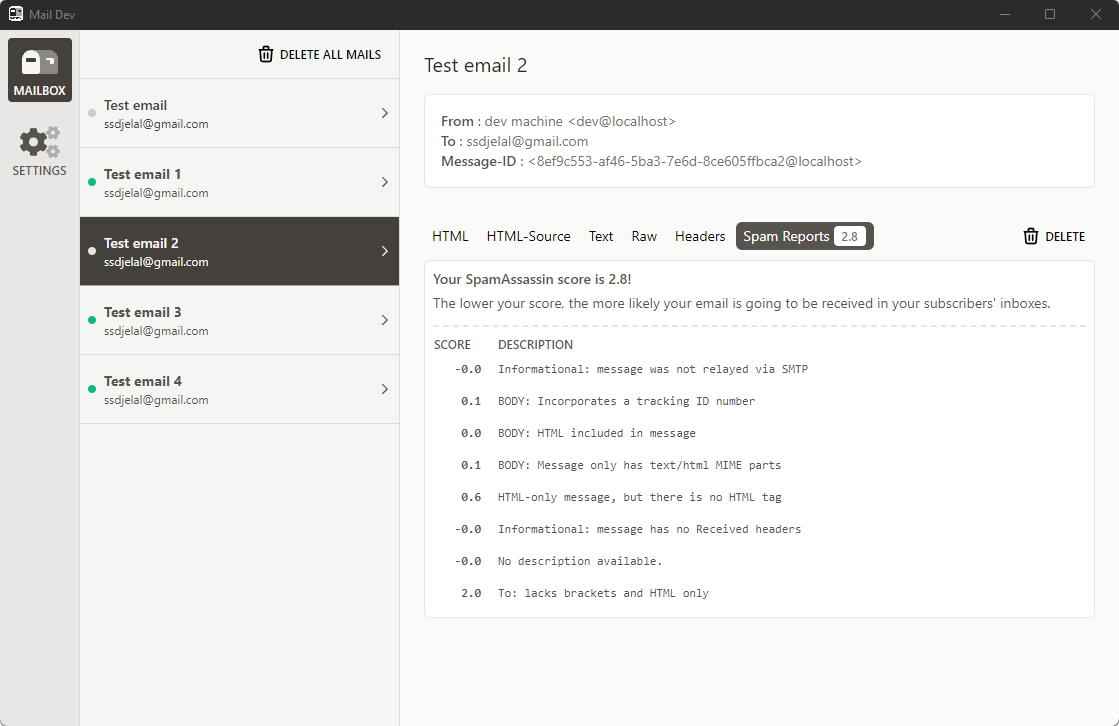 Mail Dev
MAILBOX
SETTINGS
DELETE ALL MAILS
Test email
ssdjelal@gmail.com
Test email 1
ssdjelal@gmail.com
Test email 2
ssdjelal@gmail.com
Test email 3
ssdjelal@gmail.com
Test email 4
ssdjelal@gmail.com
Test email 2
From : dev machine <dev@localhost>
To : ssdjelal@gmail.com
Message-ID : <8ef9c553-af46-5ba3-7e6d-8ce605ffbca2@localhost>
HTML HTML-Source Text Raw Headers Spam Reports 2.8 DELETE
Your SpamAssassin score is 2.8!
The lower your score, the more likely your email is going to be received in your subscribers' inboxes.
SCORE DESCRIPTION
-0.0 Informational: message was not relayed via SMTP
0.1 BODY: Incorporates a tracking ID number
0.0 BODY: HTML included in message
0.1 BODY: Message only has text/html MIME parts
0.6 HTML-only message, but there is no HTML tag
-0.0 Informational: message has no Received headers
-0.0 No description available.
2.0 To: lacks brackets and HTML only